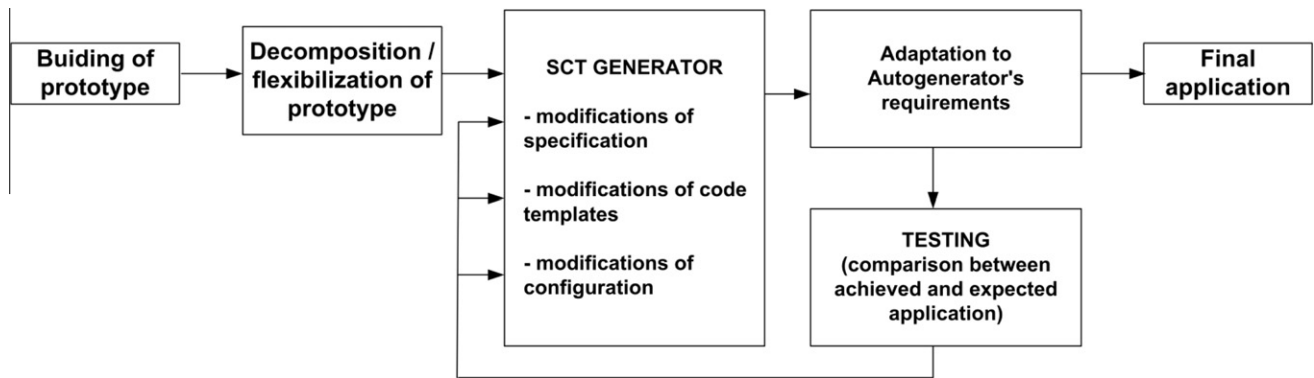 Buiding of
prototype
Decomposition /
flexibilization of
prototype
SCT GENERATOR
- modifications of
specification
- modifications of code
templates
- modifications of
configuration
Adaptation to
Autogenerator's
requirements
Final
application
TESTING
(comparison between
achieved and expected
application)